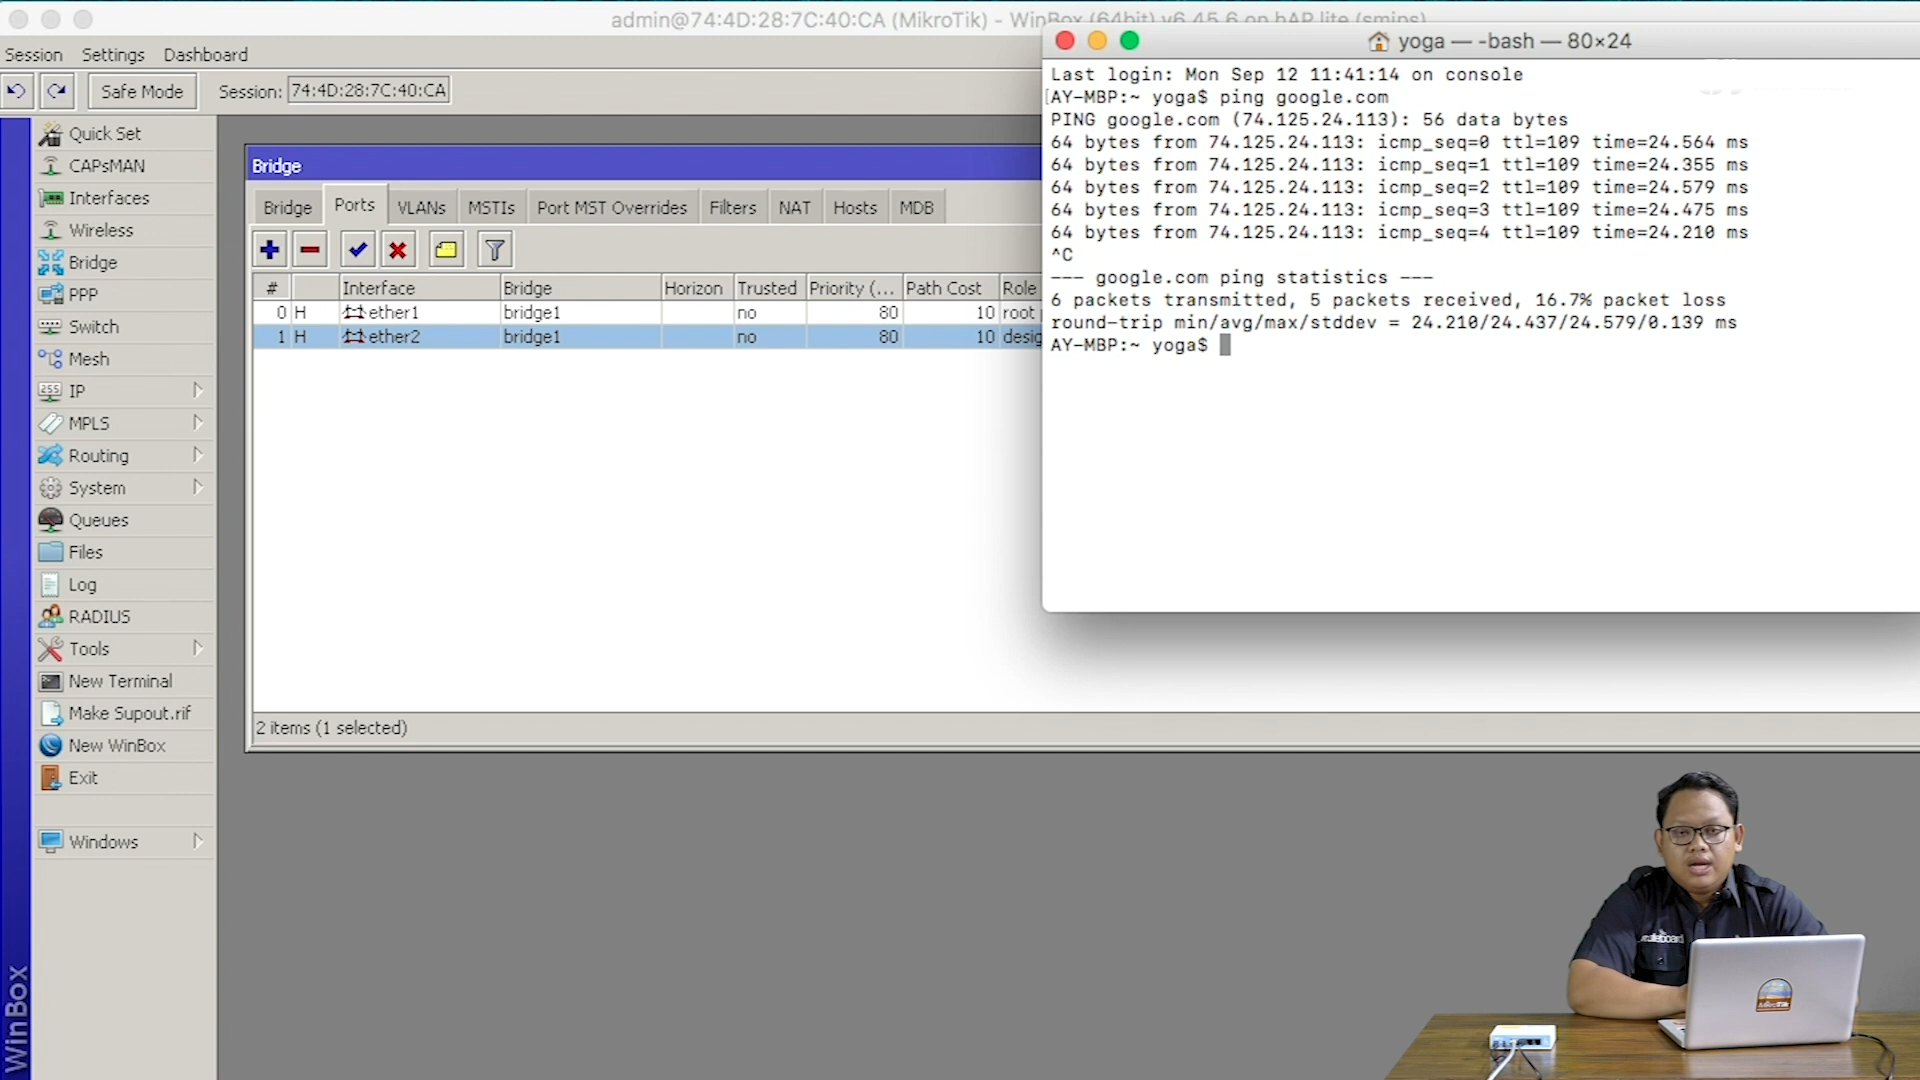 admin@74:4D:28:7C:40:CA (MikroTik) - WinBox (64bit) v6.45.6 on hAP lite (smips)
Session Settings Dashboard
Safe Mode Session: 74:4D:28:7C:40:CA
Quick Set
CAPsMAN
Interfaces
Wireless
Bridge
PPP
Switch
Mesh
IP
MPLS
Routing
System
Queues
Files
Log
RADIUS
Tools
New Terminal
Make Supout.rif
New WinBox
Exit
Windows
WinBox
Bridge
Bridge Ports VLANs MSTIs Port MST Overrides Filters NAT Hosts MDB
# Interface Bridge Horizon Trusted Priority (... Path Cost Role
0 H ether1 bridge1 no 80 10 root
1 H ether2 bridge1 no 80 10 desig
2 items (1 selected)
yoga — -bash — 80×24
Last login: Mon Sep 12 11:41:14 on console
[AY-MBP:~ yoga$ ping google.com
PING google.com (74.125.24.113): 56 data bytes
64 bytes from 74.125.24.113: icmp_seq=0 ttl=109 time=24.564 ms
64 bytes from 74.125.24.113: icmp_seq=1 ttl=109 time=24.355 ms
64 bytes from 74.125.24.113: icmp_seq=2 ttl=109 time=24.579 ms
64 bytes from 74.125.24.113: icmp_seq=3 ttl=109 time=24.475 ms
64 bytes from 74.125.24.113: icmp_seq=4 ttl=109 time=24.210 ms
^C
--- google.com ping statistics ---
6 packets transmitted, 5 packets received, 16.7% packet loss
round-trip min/avg/max/stddev = 24.210/24.437/24.579/0.139 ms
AY-MBP:~ yoga$
MikroTik